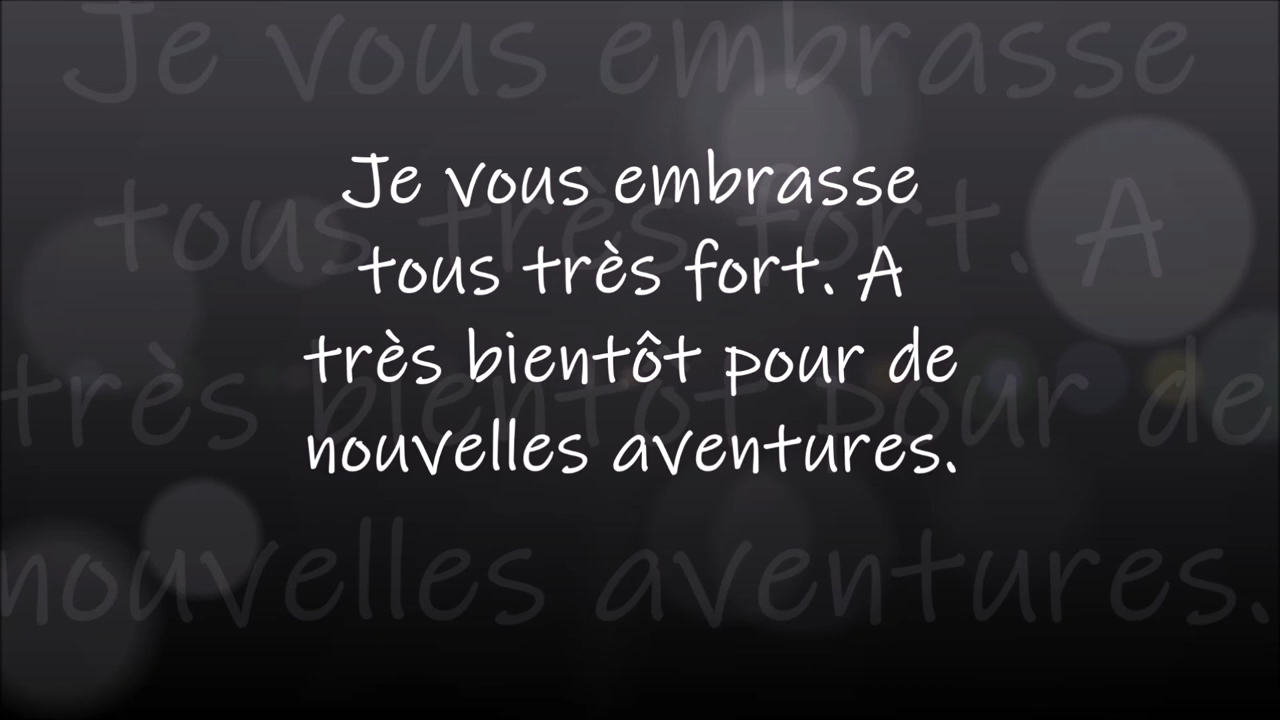 Je vous embrasse
tous très fort. A
très bientôt pour de
nouvelles aventures.